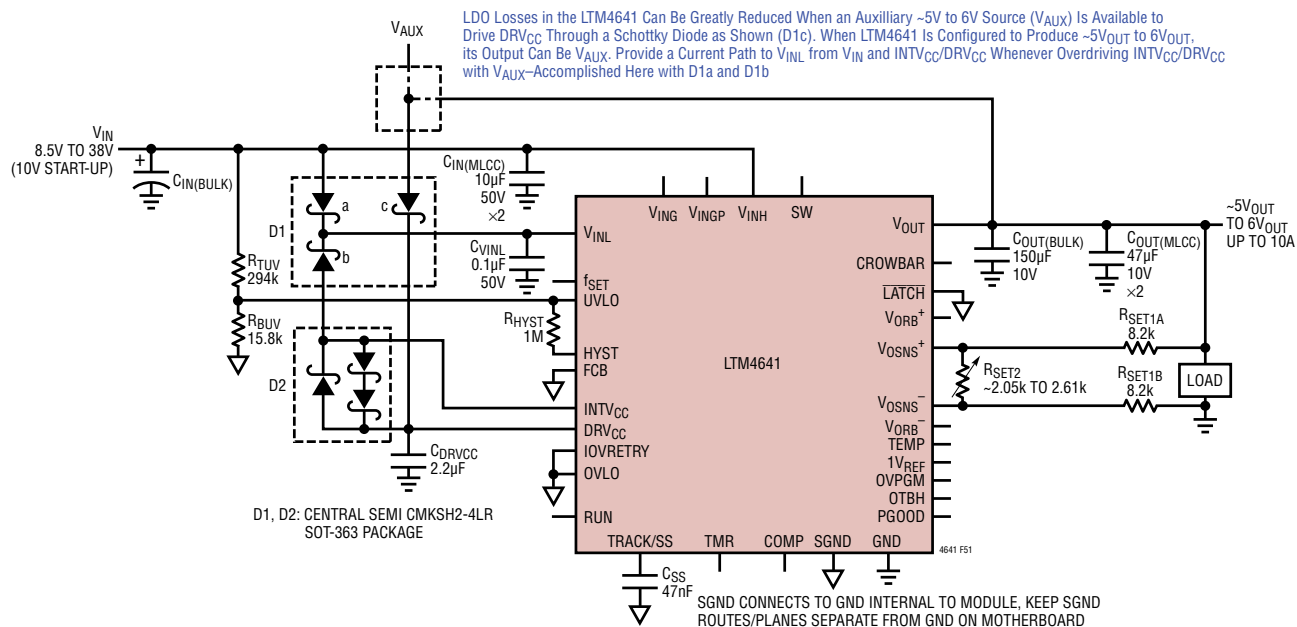 LDO Losses in the LTM4641 Can Be Greatly Reduced When an Auxilliary ~5V to 6V Source (VAUX) Is Available to
Drive DRVCC Through a Schottky Diode as Shown (D1c). When LTM4641 Is Configured to Produce ~5VOUT to 6VOUT,
its Output Can Be VAUX. Provide a Current Path to VINL from VIN and INTVCC/DRVCC Whenever Overdriving INTVCC/DRVCC
with VAUX–Accomplished Here with D1a and D1b
VAUX
VIN
8.5V TO 38V
(10V START-UP)
+
CIN(BULK)
D1
a
b
c
CIN(MLCC)
10µF
50V
×2
CVINL
0.1µF
50V
RTUV
294k
RBUV
15.8k
RHYST
1M
D2
CDRVCC
2.2µF
D1, D2: CENTRAL SEMI CMKSH2-4LR
SOT-363 PACKAGE
VING
VINGP
VINH
SW
VINL
fSET
UVLO
HYST
FCB
INTVCC
DRVCC
IOVRETRY
OVLO
RUN
LTM4641
VOUT
CROWBAR
LATCH
VORB+
VOSNS+
VOSNS–
VORB–
TEMP
1VREF
OVPGM
OTBH
PGOOD
TRACK/SS
TMR
COMP
SGND
GND
CSS
47nF
COUT(BULK)
150µF
10V
COUT(MLCC)
47µF
10V
×2
~5VOUT
TO 6VOUT
UP TO 10A
RSET1A
8.2k
RSET2
~2.05k TO 2.61k
RSET1B
8.2k
LOAD
4641 F51
SGND CONNECTS TO GND INTERNAL TO MODULE, KEEP SGND
ROUTES/PLANES SEPARATE FROM GND ON MOTHERBOARD